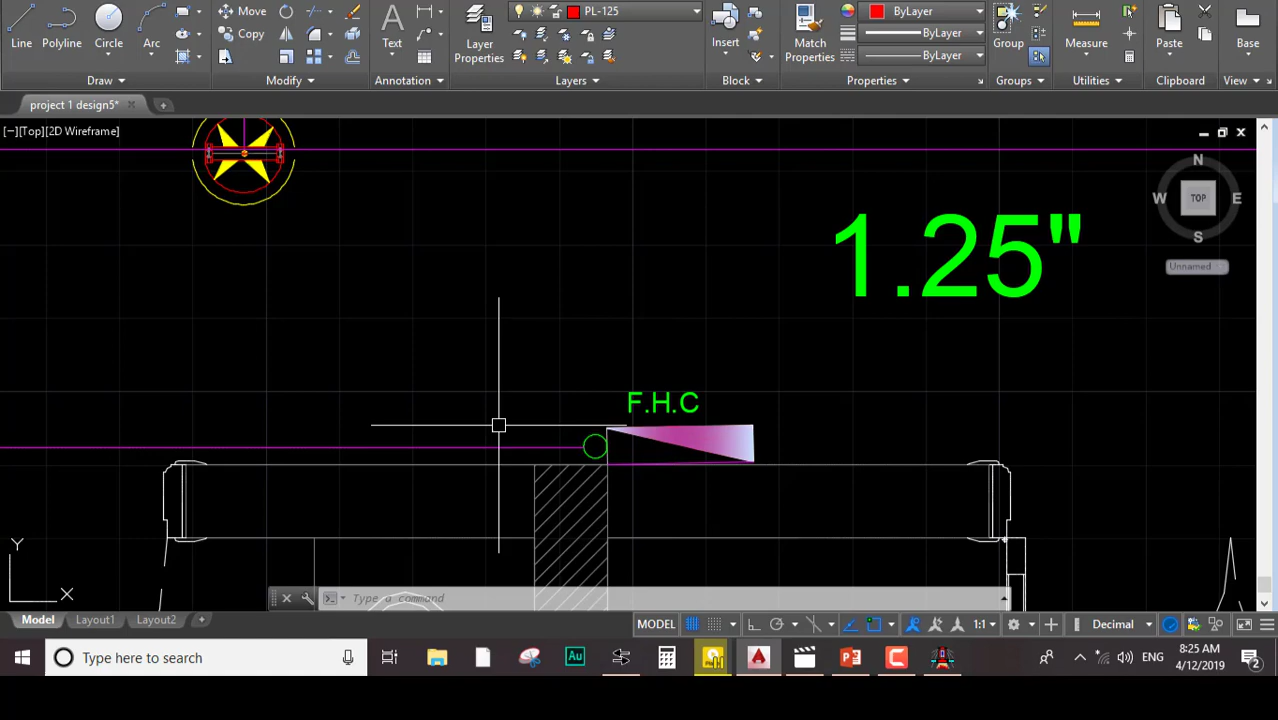 Line
Polyline
Circle
Arc
Move
Copy
Text
Layer
Properties
PL-125
Insert
Match
Properties
ByLayer
ByLayer
ByLayer
Group
Measure
Paste
Base
Draw
Modify
Annotation
Layers
Block
Properties
Groups
Utilities
Clipboard
View
project 1 design5*
[−][Top][2D Wireframe]
N
W
TOP
E
S
Unnamed
1.25"
F.H.C
Y
X
Type a command
Model
Layout1
Layout2
MODEL
1:1
Decimal
Type here to search
Au
ENG
8:25 AM
4/12/2019
2